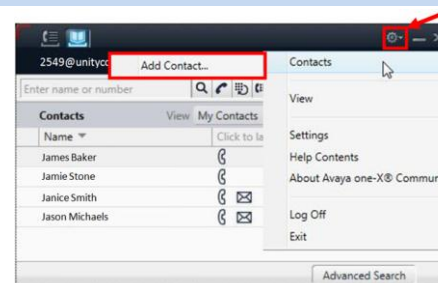 2549@unityco
Add Contact...
Contacts
Enter name or number
View
Contacts View My Contacts
Name Click to la
Settings
James Baker
Help Contents
Jamie Stone
About Avaya one-X® Commun
Janice Smith
Jason Michaels
Log Off
Exit
Advanced Search